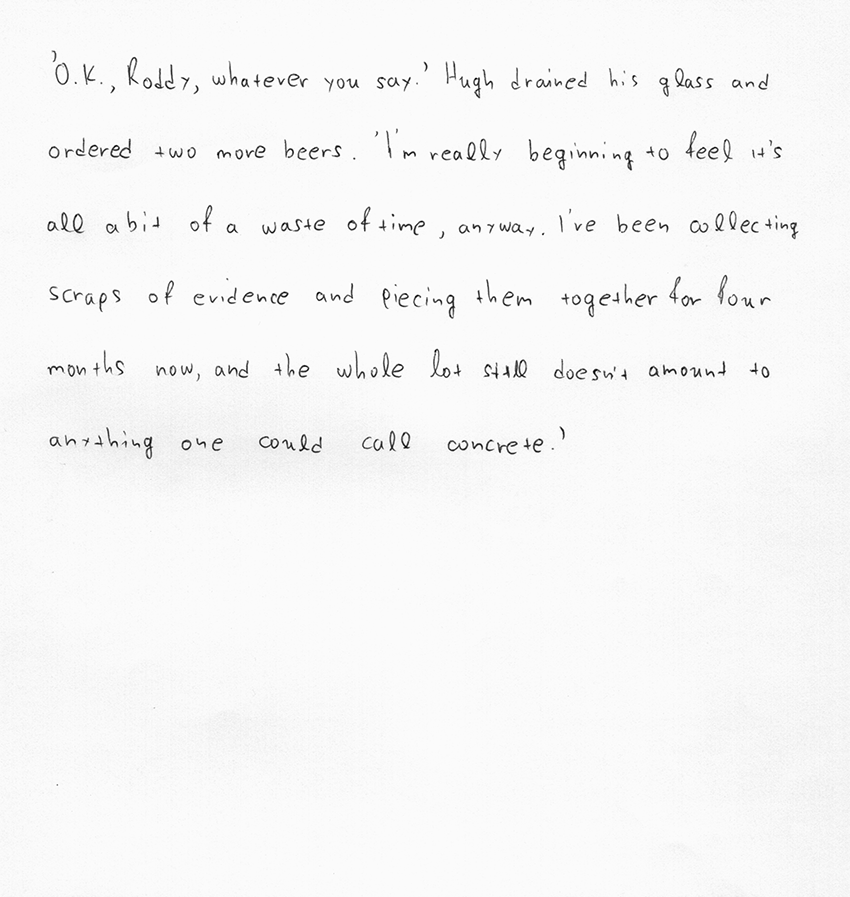 'O.K., Roddy, whatever you say.' Hugh drained his glass and
ordered two more beers. 'I'm really beginning to feel it's
all a bit of a waste of time, anyway. I've been collecting
scraps of evidence and piecing them together for four
months now, and the whole lot still doesn't amount to
anything one could call concrete.'